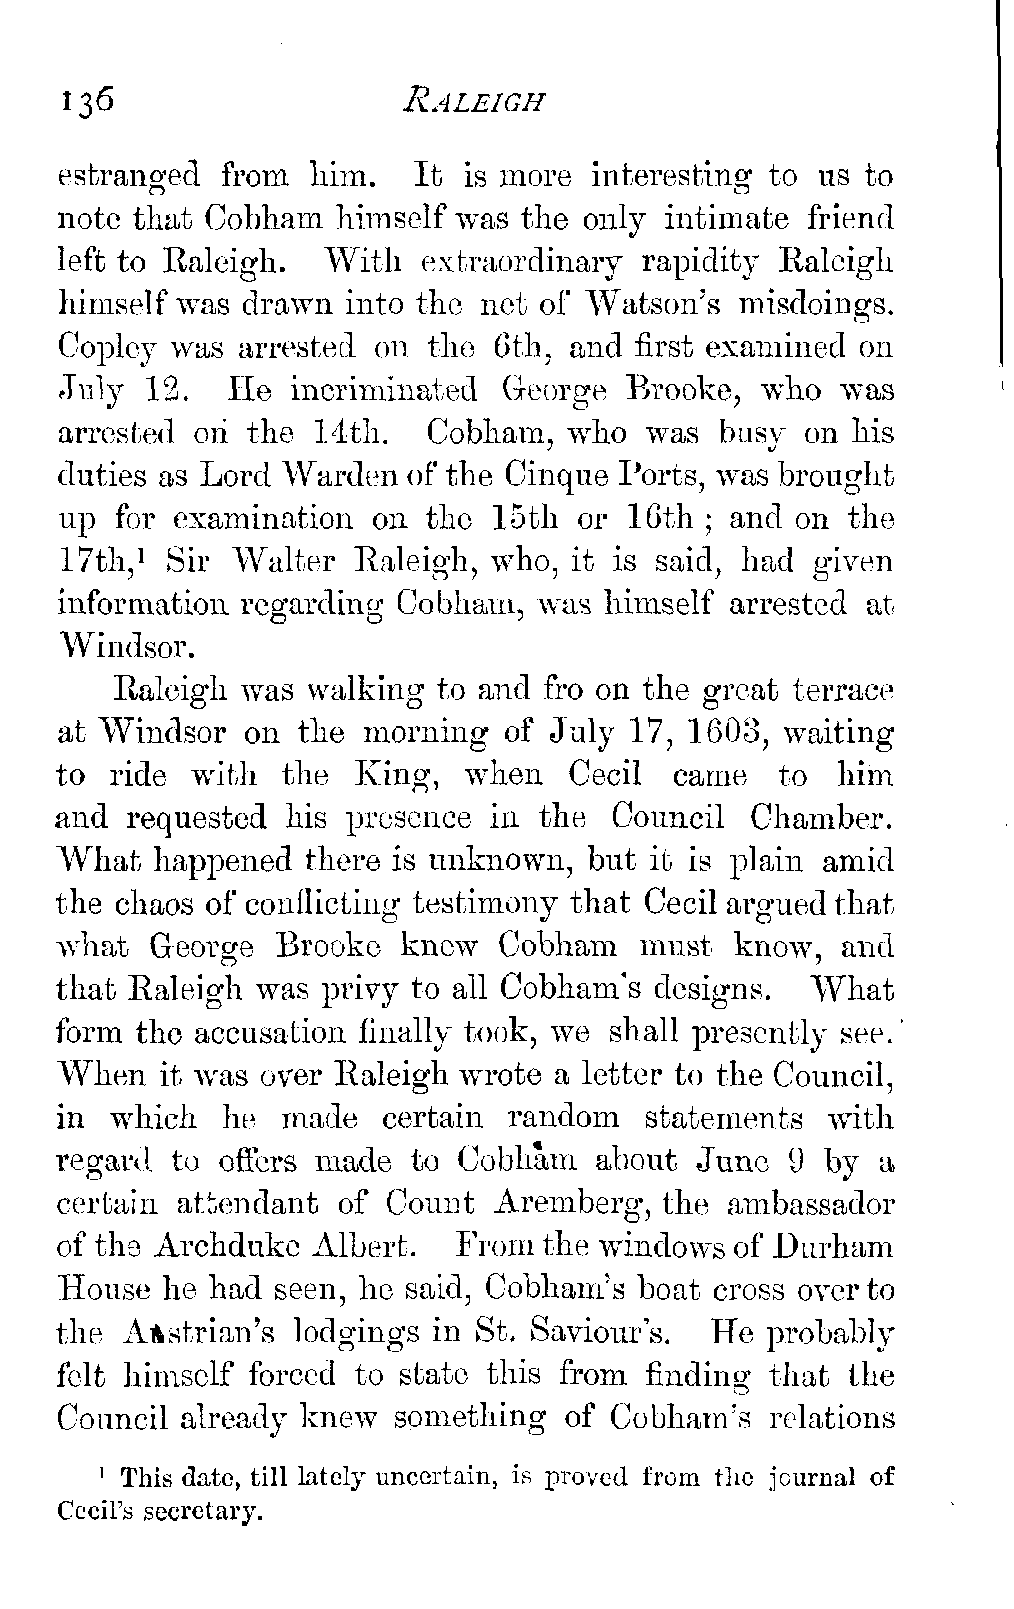 136 RALEIGH
estranged from him. It is more interesting to us to
note that Cobham himself was the only intimate friend
left to Raleigh. With extraordinary rapidity Raleigh
himself was drawn into the net of Watson's misdoings.
Copley was arrested on the 6th, and first examined on
July 12. He incriminated George Brooke, who was
arrested on the 14th. Cobham, who was busy on his
duties as Lord Warden of the Cinque Ports, was brought
up for examination on the 15th or 16th; and on the
17th,¹ Sir Walter Raleigh, who, it is said, had given
information regarding Cobham, was himself arrested at
Windsor.
Raleigh was walking to and fro on the great terrace
at Windsor on the morning of July 17, 1603, waiting
to ride with the King, when Cecil came to him
and requested his presence in the Council Chamber.
What happened there is unknown, but it is plain amid
the chaos of conflicting testimony that Cecil argued that
what George Brooke knew Cobham must know, and
that Raleigh was privy to all Cobham's designs. What
form the accusation finally took, we shall presently see.
When it was over Raleigh wrote a letter to the Council,
in which he made certain random statements with
regard to offers made to Cobham about June 9 by a
certain attendant of Count Aremberg, the ambassador
of the Archduke Albert. From the windows of Durham
House he had seen, he said, Cobham's boat cross over to
the Austrian's lodgings in St. Saviour's. He probably
felt himself forced to state this from finding that the
Council already knew something of Cobham's relations
¹ This date, till lately uncertain, is proved from the journal of
Cecil's secretary.